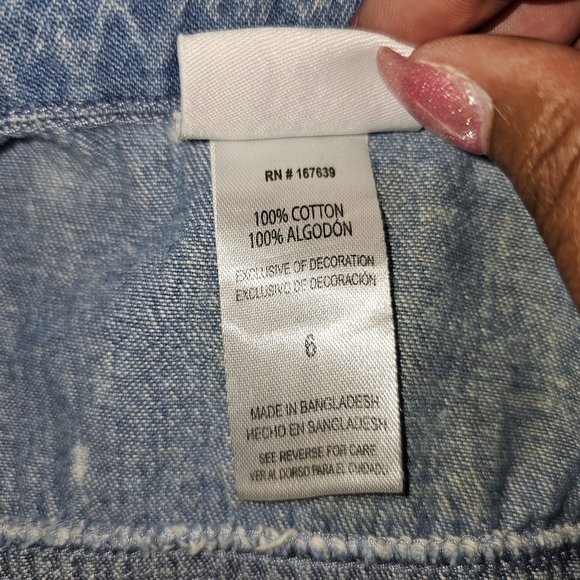 RN # 167639
100% COTTON
100% ALGODÓN
EXCLUSIVE OF DECORATION
EXCLUSIVO DE DECORACIÓN
6
MADE IN BANGLADESH
HECHO EN BANGLADESH
SEE REVERSE FOR CARE
VER AL DORSO PARA EL CUIDADO